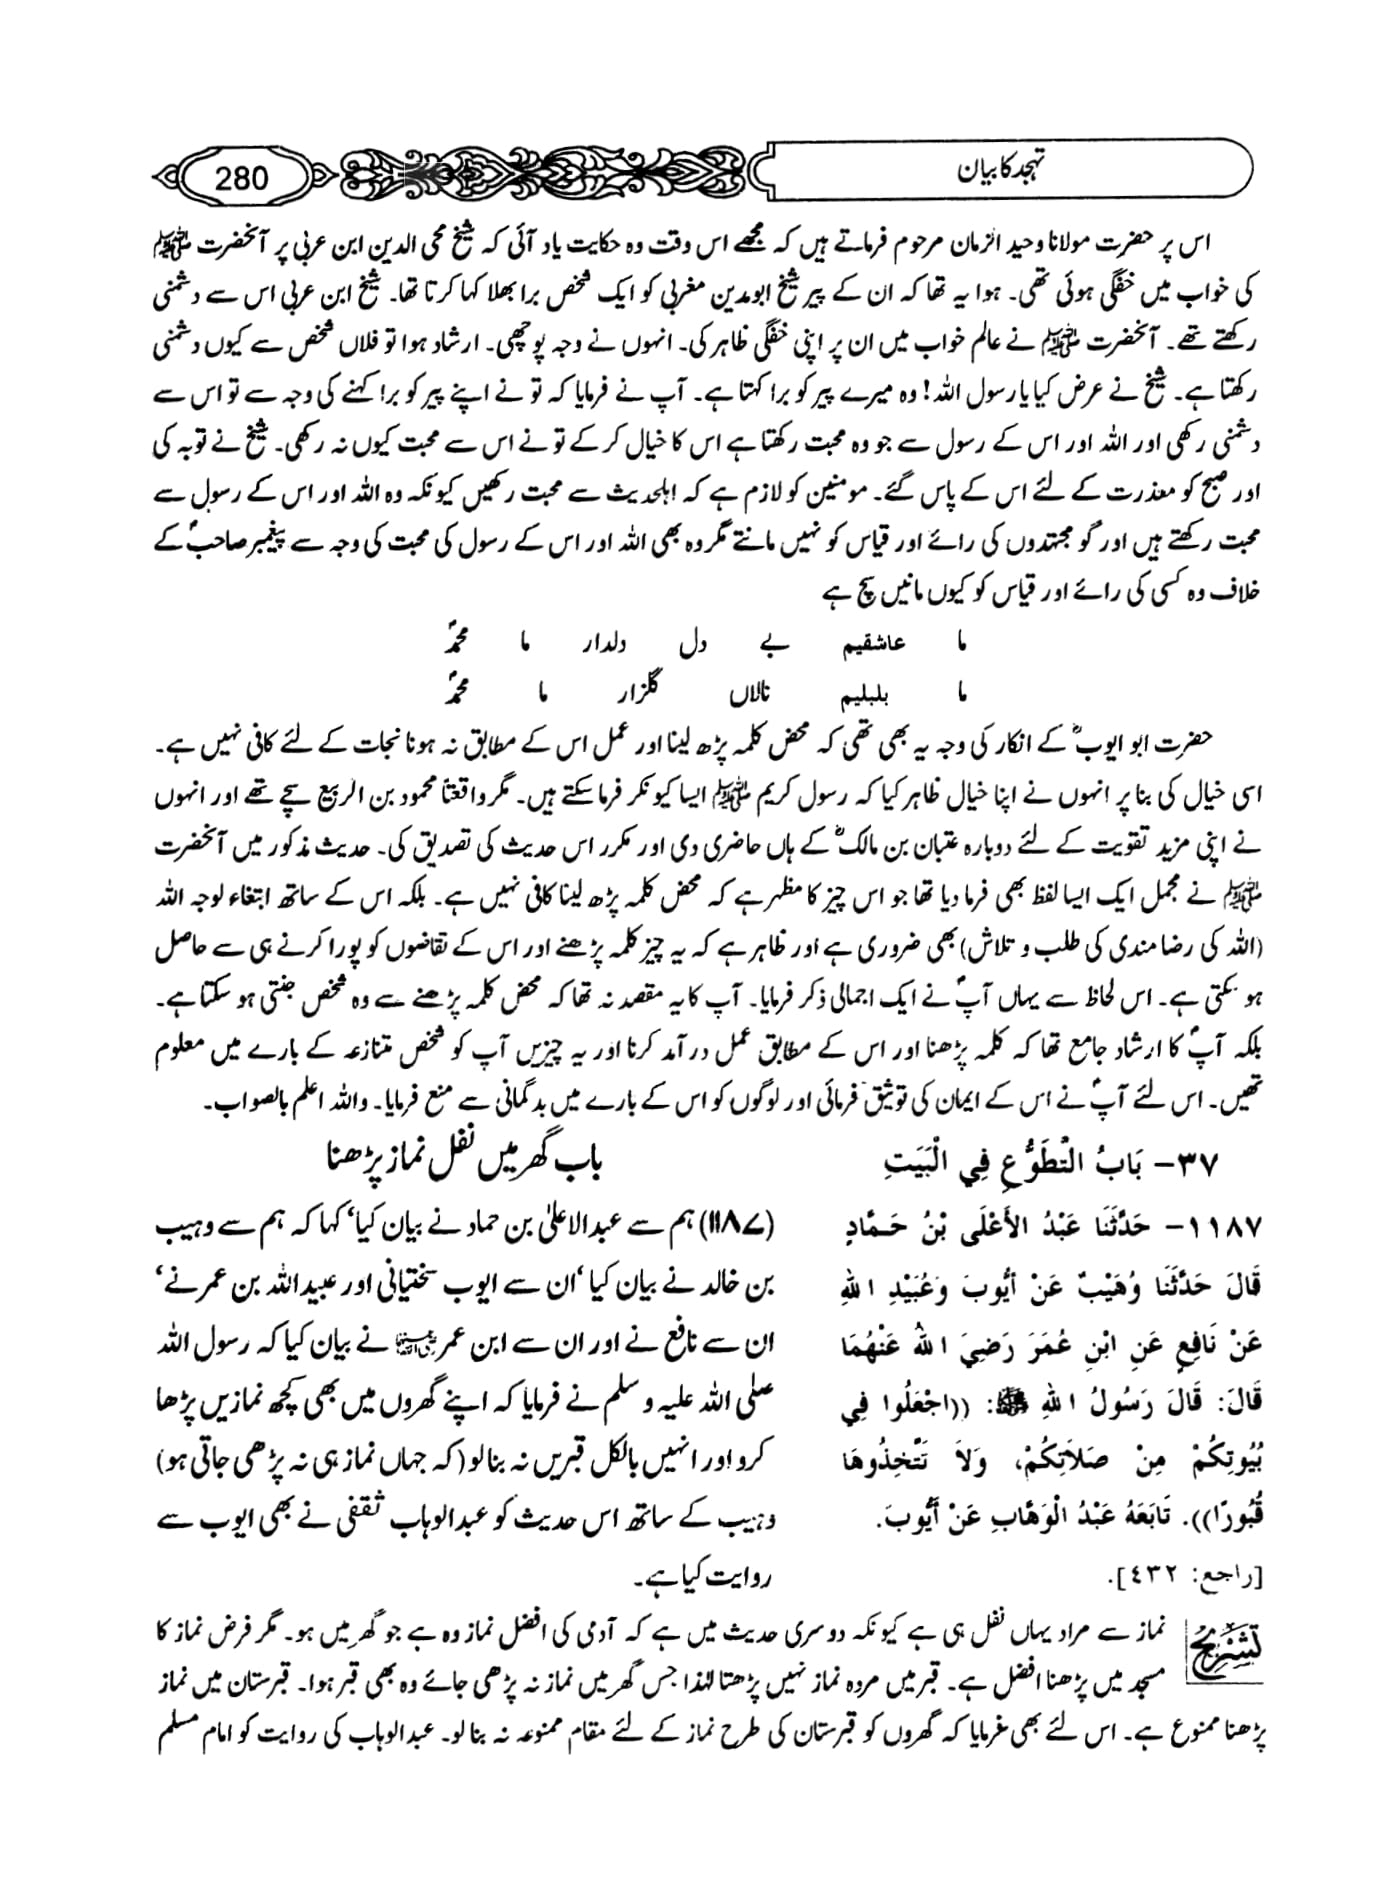 تہجد کا بیان
280
اس پر حضرت مولانا وحید الزمان مرحوم فرماتے ہیں کہ مجھے اس وقت وہ حکایت یاد آئی کہ شیخ محی الدین ابن عربی پر آنحضرت ﷺ
کی خواب میں خفگی ہوئی تھی۔ ہوا یہ تھا کہ ان کے پیر شیخ ابومدین مغربی کو ایک شخص برا بھلا کہا کرتا تھا۔ شیخ ابن عربی اس سے دشمنی
رکھتے تھے۔ آنحضرت ﷺ نے عالم خواب میں ان پر اپنی خفگی ظاہر کی۔ انہوں نے وجہ پوچھی۔ ارشاد ہوا تو فلاں شخص سے کیوں دشمنی
رکھتا ہے۔ شیخ نے عرض کیا یا رسول اللہ! وہ میرے پیر کو برا کہتا ہے۔ آپ نے فرمایا کہ تو نے اپنے پیر کو برا کہنے کی وجہ سے تو اس سے
دشمنی رکھی اور اللہ اور اس کے رسول سے جو وہ محبت رکھتا ہے اس کا خیال کر کے تو نے اس سے محبت کیوں نہ رکھی۔ شیخ نے توبہ کی
اور صبح کو معذرت کے لئے اس کے پاس گئے۔ مومنین کو لازم ہے کہ اہلحدیث سے محبت رکھیں کیونکہ وہ اللہ اور اس کے رسول سے
محبت رکھتے ہیں اور گو مجتہدوں کی رائے اور قیاس کو نہیں مانتے مگر وہ بھی اللہ اور اس کے رسول کی محبت کی وجہ سے پیغمبر صاحبؐ کے
خلاف وہ کسی کی رائے اور قیاس کو کیوں مانیں سچ ہے
ما عاشقیم بے دل دلدار ما محمدؐ
ما بلبلیم نالاں گلزار ما محمدؐ
حضرت ابو ایوبؓ کے انکار کی وجہ یہ بھی تھی کہ محض کلمہ پڑھ لینا اور عمل اس کے مطابق نہ ہونا نجات کے لئے کافی نہیں ہے۔
اسی خیال کی بنا پر انہوں نے اپنا خیال ظاہر کیا کہ رسول کریم ﷺ ایسا کیونکر فرما سکتے ہیں۔ مگر واقعتاً محمود بن الربیع سچے تھے اور انہوں
نے اپنی مزید تقویت کے لئے دوبارہ عتبان بن مالکؓ کے ہاں حاضری دی اور مکرر اس حدیث کی تصدیق کی۔ حدیث مذکور میں آنحضرت
ﷺ نے مجمل ایک ایسا لفظ بھی فرما دیا تھا جو اس چیز کا مظہر ہے کہ محض کلمہ پڑھ لینا کافی نہیں ہے۔ بلکہ اس کے ساتھ ابتغاء لوجہ اللہ
(اللہ کی رضا مندی کی طلب و تلاش) بھی ضروری ہے اور ظاہر ہے کہ یہ چیز کلمہ پڑھنے اور اس کے تقاضوں کو پورا کرنے ہی سے حاصل
ہو سکتی ہے۔ اس لحاظ سے یہاں آپؐ نے ایک اجمالی ذکر فرمایا۔ آپ کا یہ مقصد نہ تھا کہ محض کلمہ پڑھنے سے وہ شخص جنتی ہو سکتا ہے۔
بلکہ آپؐ کا ارشاد جامع تھا کہ کلمہ پڑھنا اور اس کے مطابق عمل در آمد کرنا اور یہ چیزیں آپ کو شخص متنازعہ کے بارے میں معلوم
تھیں۔ اس لئے آپؐ نے اس کے ایمان کی توثیق فرمائی اور لوگوں کو اس کے بارے میں بدگمانی سے منع فرمایا۔ واللہ اعلم بالصواب۔
٣٧- بَابُ التَّطَوُّعِ فِي الْبَيْتِ
١١٨٧- حَدَّثَنَا عَبْدُ الأَعْلَى بْنُ حَمَّادٍ
قَالَ حَدَّثَنَا وُهَيْبٌ عَنْ أَيُّوبَ وَعُبَيْدِ اللهِ
عَنْ نَافِعٍ عَنِ ابْنِ عُمَرَ رَضِيَ اللهُ عَنْهُمَا
قَالَ: قَالَ رَسُولُ اللهِ ﷺ: ((اجْعَلُوا فِي
بُيُوتِكُمْ مِنْ صَلاَتِكُمْ، وَلاَ تَتَّخِذُوهَا
قُبُورًا)). تَابَعَهُ عَبْدُ الْوَهَّابِ عَنْ أَيُّوبَ.
[راجع: ٤٣٢].
باب گھر میں نفل نماز پڑھنا
(۱۱۸۷) ہم سے عبدالاعلیٰ بن حماد نے بیان کیا' کہا کہ ہم سے وہیب
بن خالد نے بیان کیا' ان سے ایوب سختیانی اور عبیداللہ بن عمر نے'
ان سے نافع نے اور ان سے ابن عمر رضی اللہ عنہما نے بیان کیا کہ رسول اللہ
صلی اللہ علیہ و سلم نے فرمایا کہ اپنے گھروں میں بھی کچھ نمازیں پڑھا
کرو اور انہیں بالکل قبریں نہ بنالو (کہ جہاں نماز ہی نہ پڑھی جاتی ہو)
وہیب کے ساتھ اس حدیث کو عبدالوہاب ثقفی نے بھی ایوب سے
روایت کیا ہے۔
تشریح نماز سے مراد یہاں نفل ہی ہے کیونکہ دوسری حدیث میں ہے کہ آدمی کی افضل نماز وہ ہے جو گھر میں ہو۔ مگر فرض نماز کا
مسجد میں پڑھنا افضل ہے۔ قبر میں مردہ نماز نہیں پڑھتا لہٰذا جس گھر میں نماز نہ پڑھی جائے وہ بھی قبر ہوا۔ قبرستان میں نماز
پڑھنا ممنوع ہے۔ اس لئے بھی فرمایا کہ گھروں کو قبرستان کی طرح نماز کے لئے مقام ممنوعہ نہ بنا لو۔ عبدالوہاب کی روایت کو امام مسلم